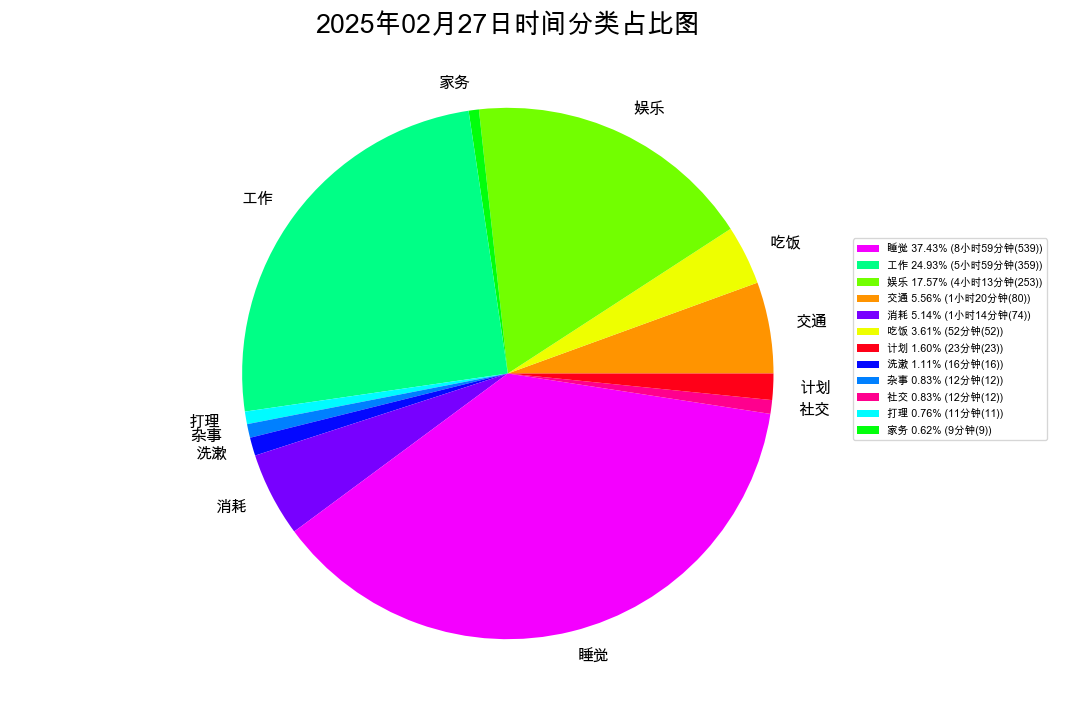 2025年02月27日时间分类占比图
家务
娱乐
工作
吃饭
交通
计划
社交
打理
杂事
洗漱
消耗
睡觉
睡觉 37.43% (8小时59分钟(539))
工作 24.93% (5小时59分钟(359))
娱乐 17.57% (4小时13分钟(253))
交通 5.56% (1小时20分钟(80))
消耗 5.14% (1小时14分钟(74))
吃饭 3.61% (52分钟(52))
计划 1.60% (23分钟(23))
洗漱 1.11% (16分钟(16))
杂事 0.83% (12分钟(12))
社交 0.83% (12分钟(12))
打理 0.76% (11分钟(11))
家务 0.62% (9分钟(9))